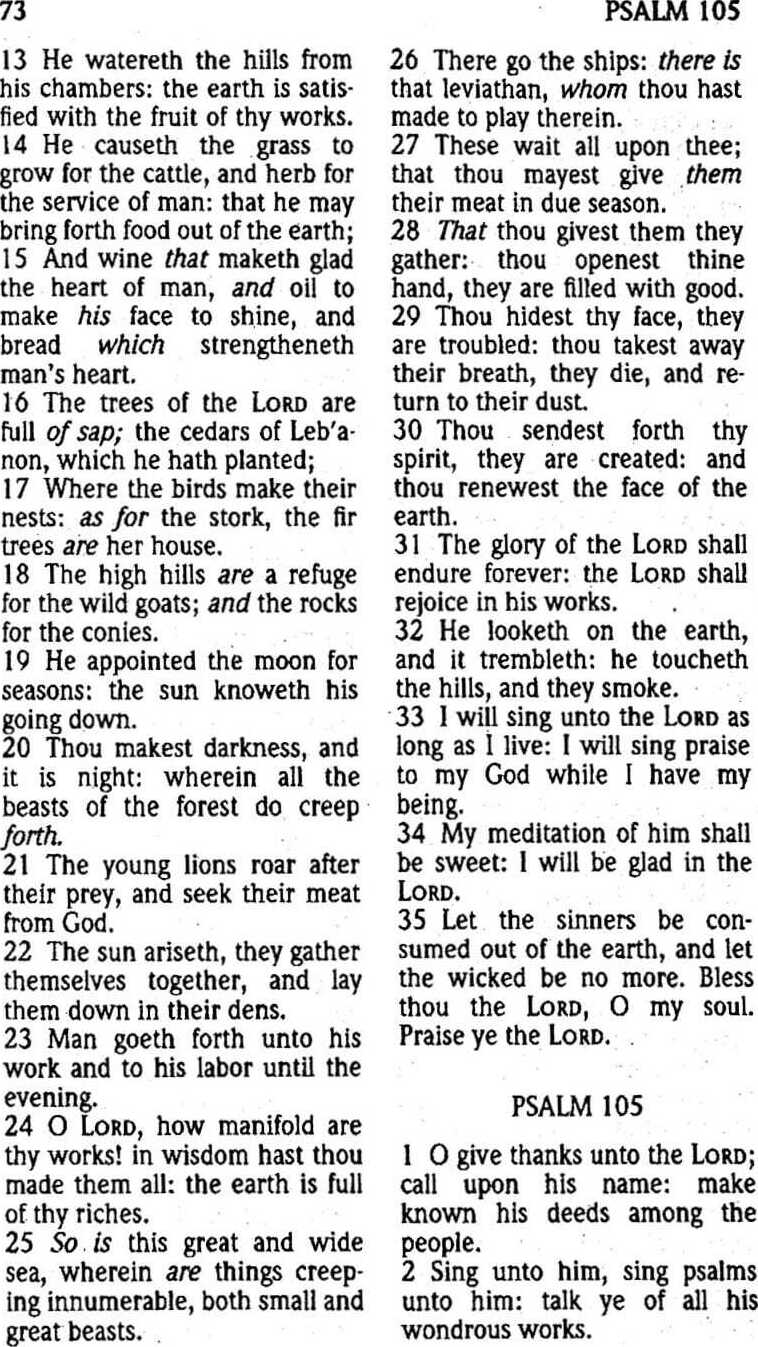 73
PSALM 105
13 He watereth the hills from
his chambers: the earth is satis-
fied with the fruit of thy works.
14 He causeth the grass to
grow for the cattle, and herb for
the service of man: that he may
bring forth food out of the earth;
15 And wine that maketh glad
the heart of man, and oil to
make his face to shine, and
bread which strengtheneth
man's heart.
16 The trees of the LORD are
full of sap; the cedars of Leb'a-
non, which he hath planted;
17 Where the birds make their
nests: as for the stork, the fir
trees are her house.
18 The high hills are a refuge
for the wild goats; and the rocks
for the conies.
19 He appointed the moon for
seasons: the sun knoweth his
going down.
20 Thou makest darkness, and
it is night: wherein all the
beasts of the forest do creep
forth.
21 The young lions roar after
their prey, and seek their meat
from God.
22 The sun ariseth, they gather
themselves together, and lay
them down in their dens.
23 Man goeth forth unto his
work and to his labor until the
evening.
24 O LORD, how manifold are
thy works! in wisdom hast thou
made them all: the earth is full
of thy riches.
25 So is this great and wide
sea, wherein are things creep-
ing innumerable, both small and
great beasts.
26 There go the ships: there is
that leviathan, whom thou hast
made to play therein.
27 These wait all upon thee;
that thou mayest give them
their meat in due season.
28 That thou givest them they
gather: thou openest thine
hand, they are filled with good.
29 Thou hidest thy face, they
are troubled: thou takest away
their breath, they die, and re-
turn to their dust.
30 Thou sendest forth thy
spirit, they are created: and
thou renewest the face of the
earth.
31 The glory of the LORD shall
endure forever: the LORD shall
rejoice in his works.
32 He looketh on the earth,
and it trembleth: he toucheth
the hills, and they smoke.
33 I will sing unto the LORD as
long as I live: I will sing praise
to my God while I have my
being.
34 My meditation of him shall
be sweet: I will be glad in the
LORD.
35 Let the sinners be con-
sumed out of the earth, and let
the wicked be no more. Bless
thou the LORD, O my soul.
Praise ye the LORD.
PSALM 105
1 O give thanks unto the LORD;
call upon his name: make
known his deeds among the
people.
2 Sing unto him, sing psalms
unto him: talk ye of all his
wondrous works.